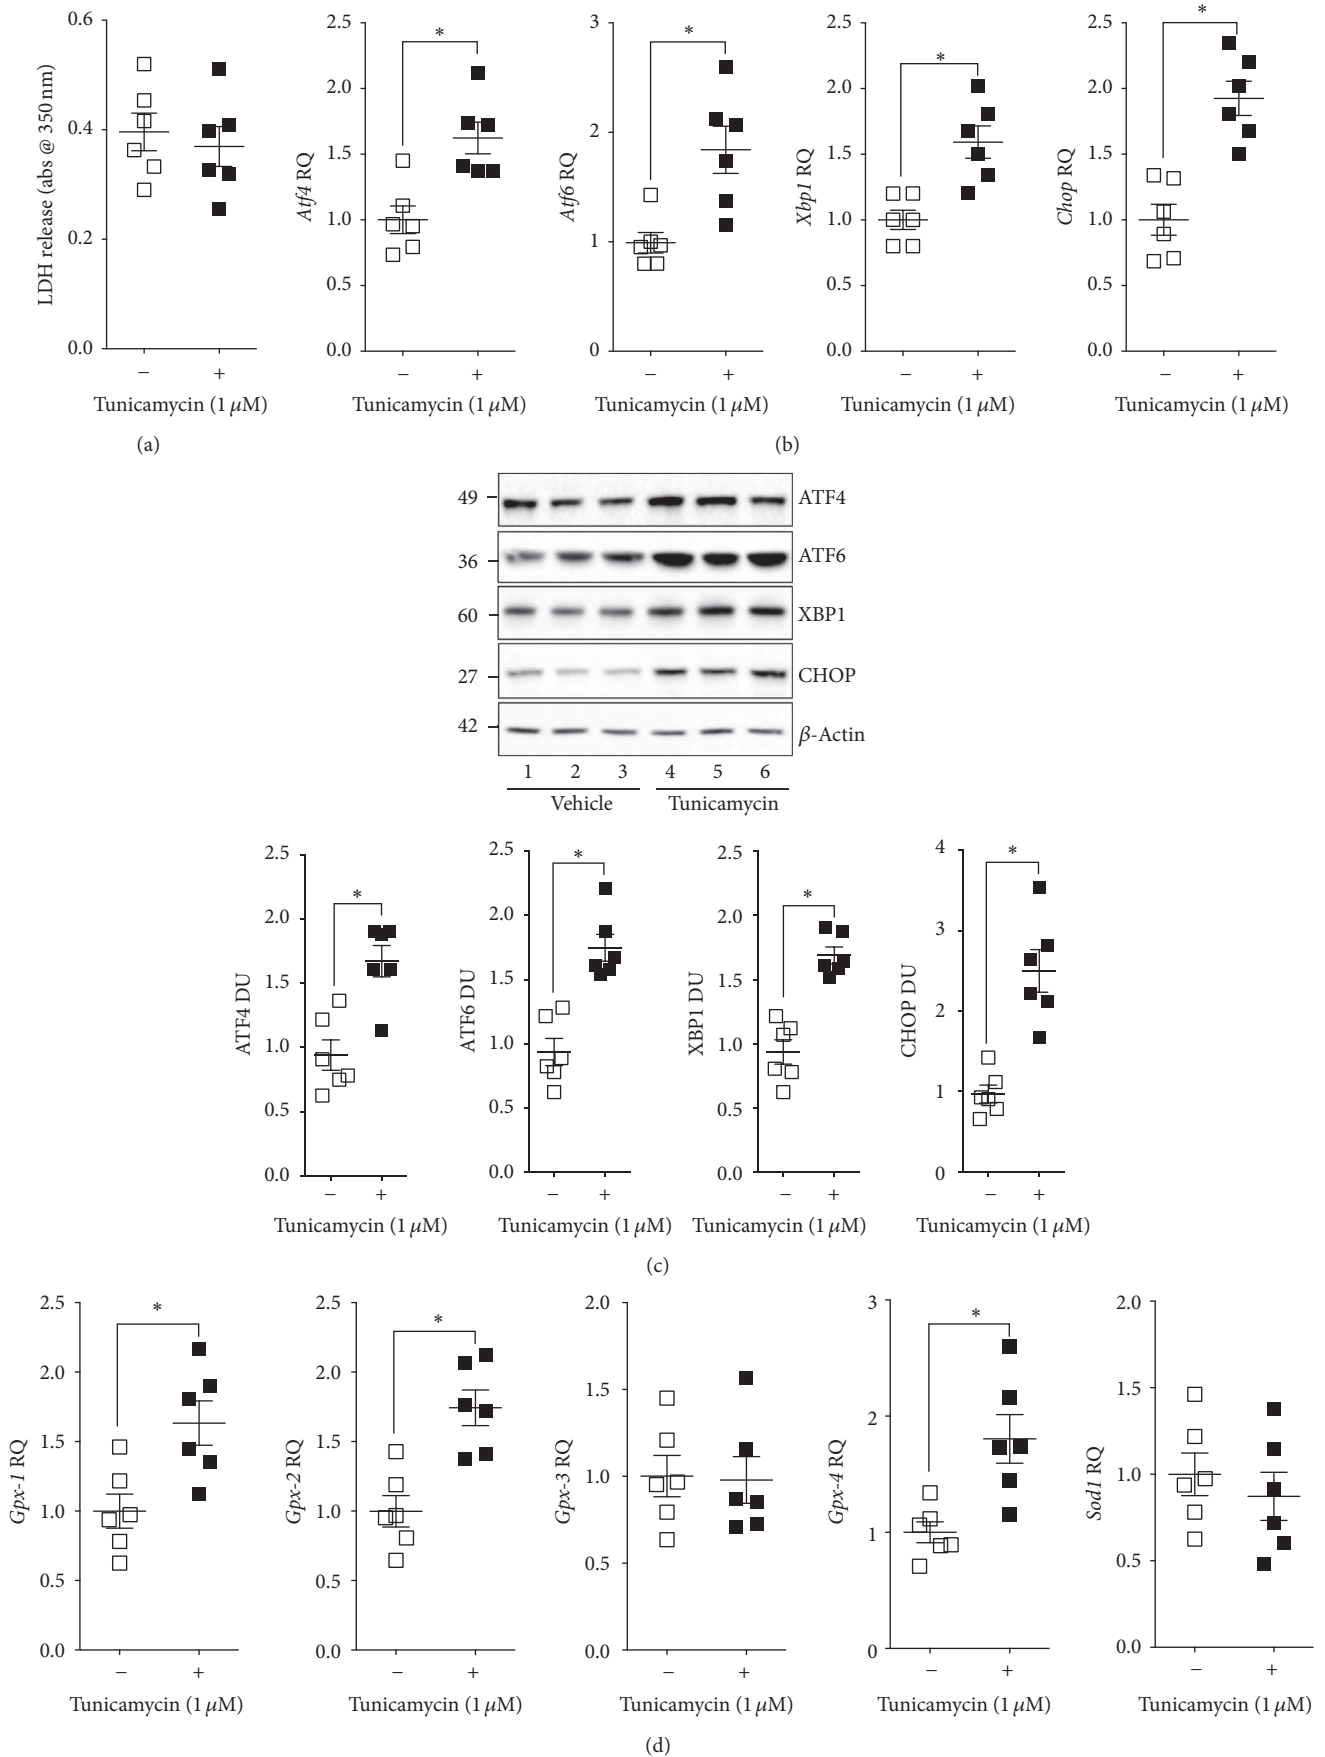 LDH release (abs @ 350 nm)
0.6
0.4
0.2
0.0
− +
Tunicamycin (1 μM)
(a)
Atf4 RQ
2.5
2.0
1.5
1.0
0.5
0.0
*
− +
Tunicamycin (1 μM)
Atf6 RQ
3
2
1
0
*
− +
Tunicamycin (1 μM)
Xbp1 RQ
2.5
2.0
1.5
1.0
0.5
0.0
*
− +
Tunicamycin (1 μM)
Chop RQ
2.5
2.0
1.5
1.0
0.5
0.0
*
− +
Tunicamycin (1 μM)
(b)
49 ATF4
36 ATF6
60 XBP1
27 CHOP
42 β-Actin
1 2 3 4 5 6
Vehicle Tunicamycin
ATF4 DU
2.5
2.0
1.5
1.0
0.5
0.0
*
− +
Tunicamycin (1 μM)
ATF6 DU
2.5
2.0
1.5
1.0
0.5
0.0
*
− +
Tunicamycin (1 μM)
XBP1 DU
2.5
2.0
1.5
1.0
0.5
0.0
*
− +
Tunicamycin (1 μM)
CHOP DU
4
3
2
1
0
*
− +
Tunicamycin (1 μM)
(c)
Gpx-1 RQ
2.5
2.0
1.5
1.0
0.5
0.0
*
− +
Tunicamycin (1 μM)
Gpx-2 RQ
2.5
2.0
1.5
1.0
0.5
0.0
*
− +
Tunicamycin (1 μM)
Gpx-3 RQ
2.0
1.5
1.0
0.5
0.0
− +
Tunicamycin (1 μM)
Gpx-4 RQ
3
2
1
0
*
− +
Tunicamycin (1 μM)
Sod1 RQ
2.0
1.5
1.0
0.5
0.0
− +
Tunicamycin (1 μM)
(d)